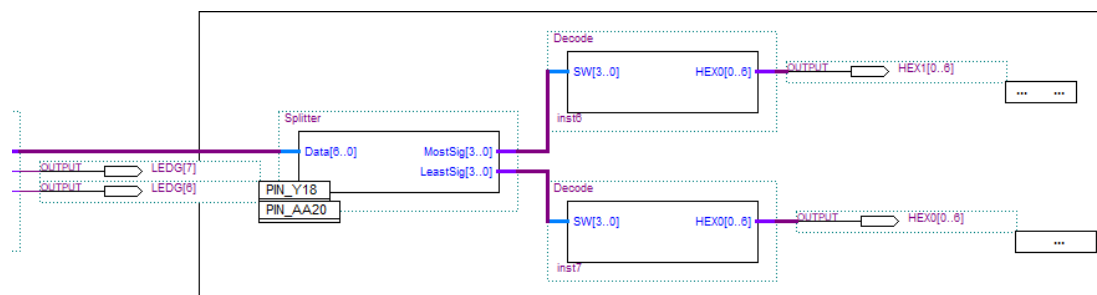 Decode
SW[3..0] HEX0[0..6]
OUTPUT HEX1[0..6]
... ...
inst6
Splitter
Data[6..0] MostSig[3..0]
LeastSig[3..0]
OUTPUT LEDG[7]
OUTPUT LEDG[6]
PIN_Y18
PIN_AA20
Decode
SW[3..0] HEX0[0..6]
OUTPUT HEX0[0..6]
...
inst7